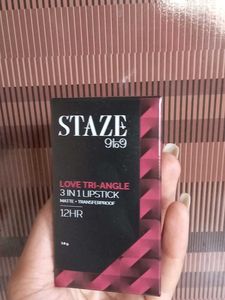 STAZE
9to9
LOVE TRI-ANGLE
3 IN 1 LIPSTICK
MATTE • TRANSFERPROOF
12HR